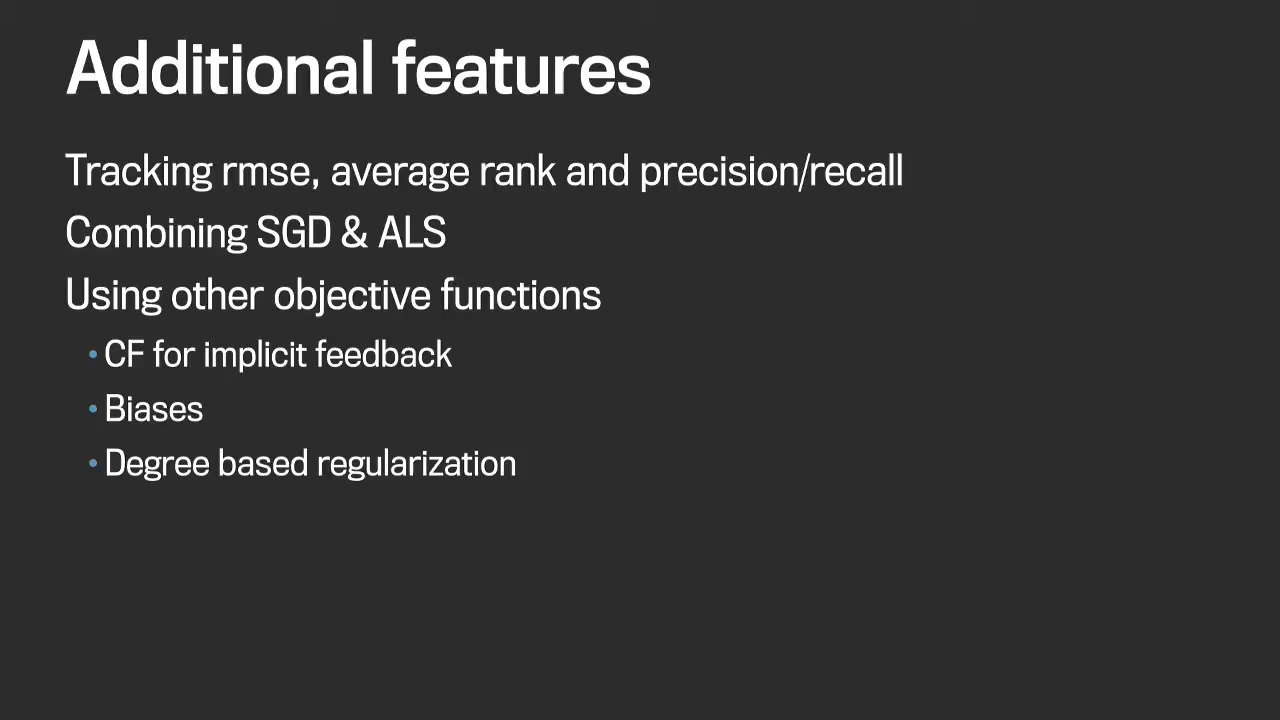 Additional features
Tracking rmse, average rank and precision/recall
Combining SGD & ALS
Using other objective functions
• CF for implicit feedback
• Biases
• Degree based regularization